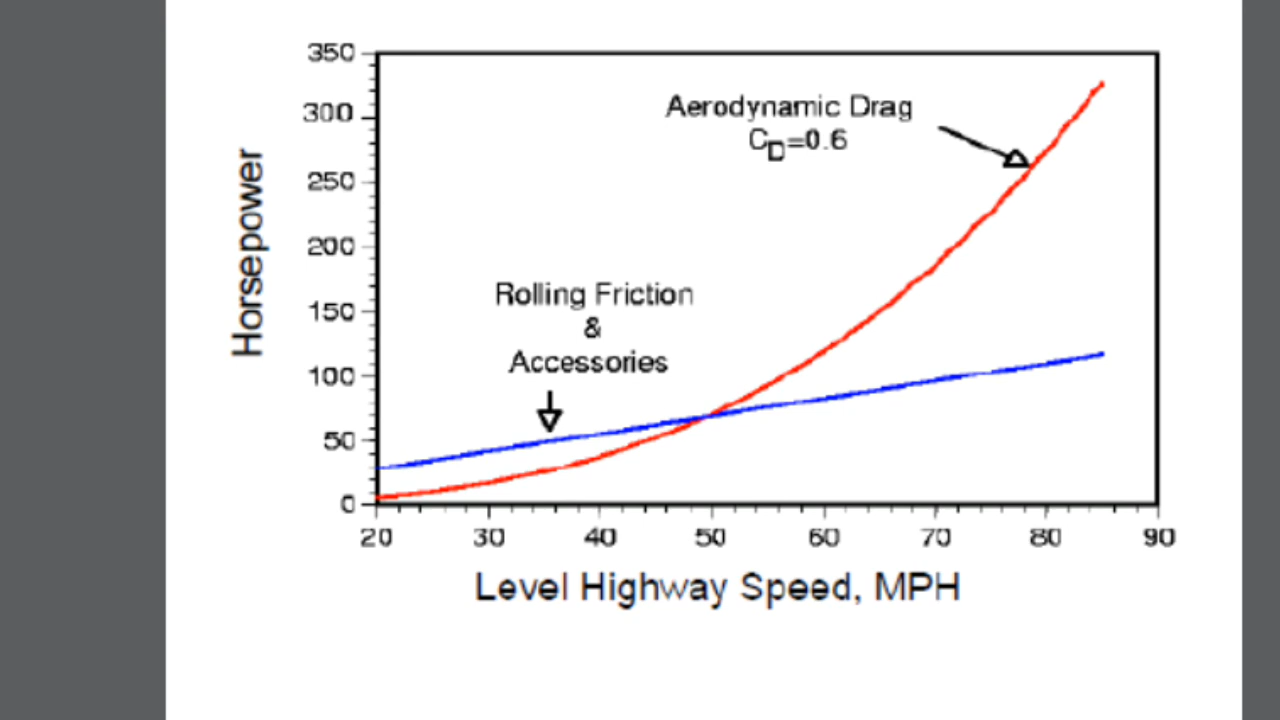 350
300
250
200
150
100
50
0
Horsepower
Aerodynamic Drag
CD=0.6
Rolling Friction
&
Accessories
20 30 40 50 60 70 80 90
Level Highway Speed, MPH